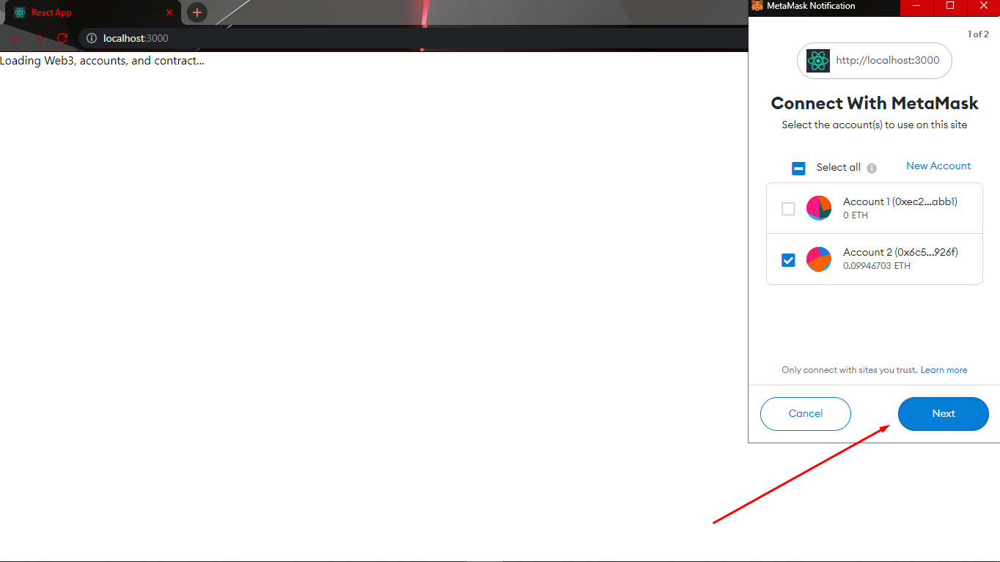 React App
localhost:3000
Loading Web3, accounts, and contract...
MetaMask Notification
1 of 2
http://localhost:3000
Connect With MetaMask
Select the account(s) to use on this site
Select all
New Account
Account 1 (0xec2...abb1)
0 ETH
Account 2 (0x6c5...926f)
0.09946703 ETH
Only connect with sites you trust. Learn more
Cancel
Next